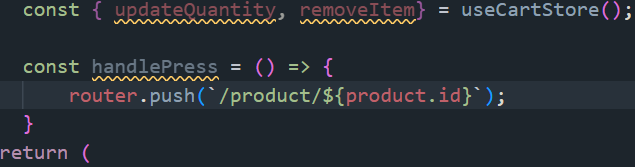 const { updateQuantity, removeItem} = useCartStore();
const handlePress = () => {
router.push(`/product/${product.id}`);
}
return (